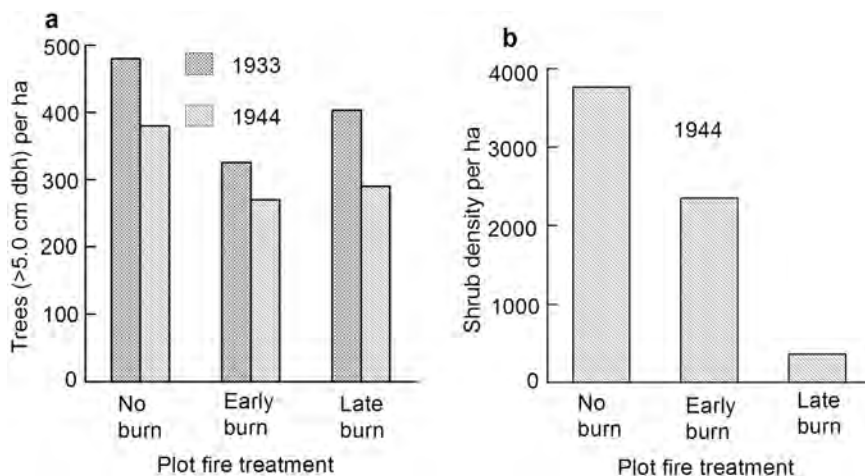 a
500
400
300
200
100
0
Trees (>5.0 cm dbh) per ha
1933
1944
No
burn
Early
burn
Late
burn
Plot fire treatment
b
4000
3000
2000
1000
0
Shrub density per ha
1944
No
burn
Early
burn
Late
burn
Plot fire treatment